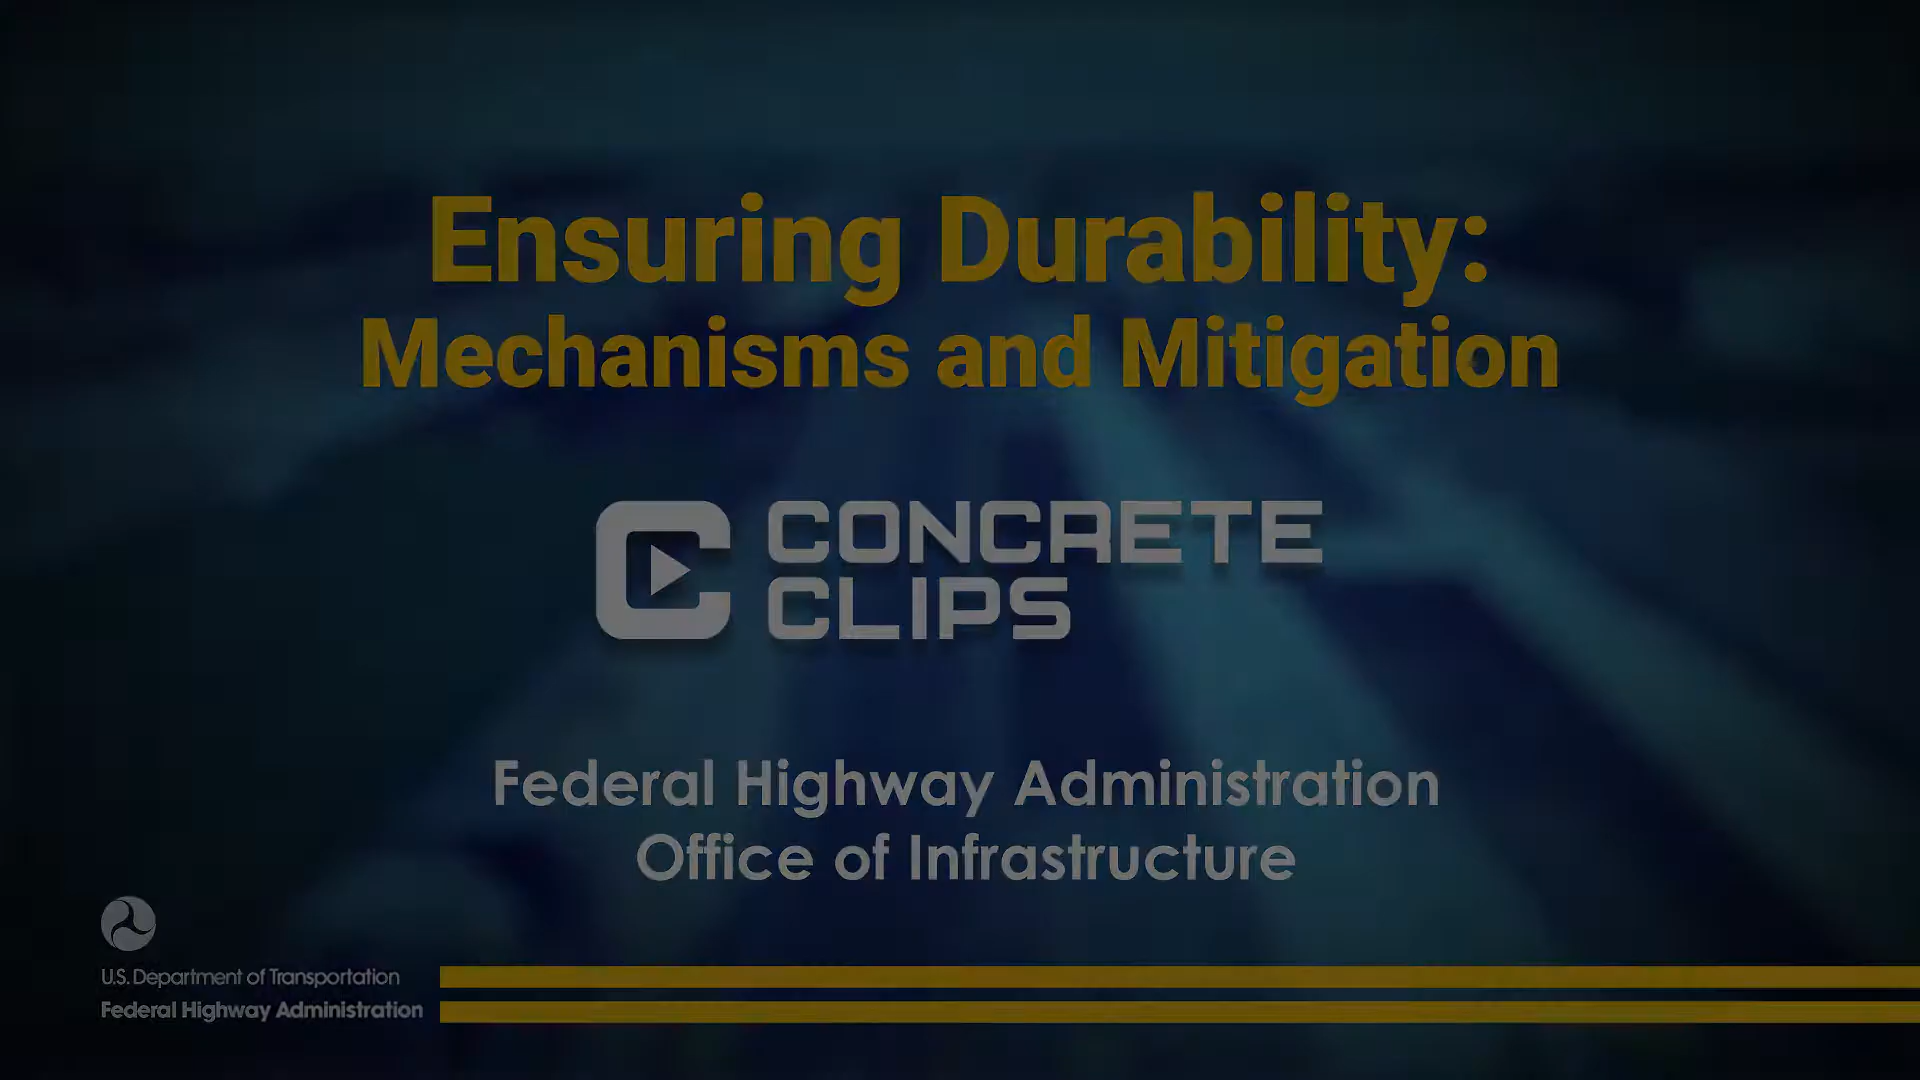 Ensuring Durability:
Mechanisms and Mitigation
CONCRETE
CLIPS
Federal Highway Administration
Office of Infrastructure
U.S. Department of Transportation
Federal Highway Administration